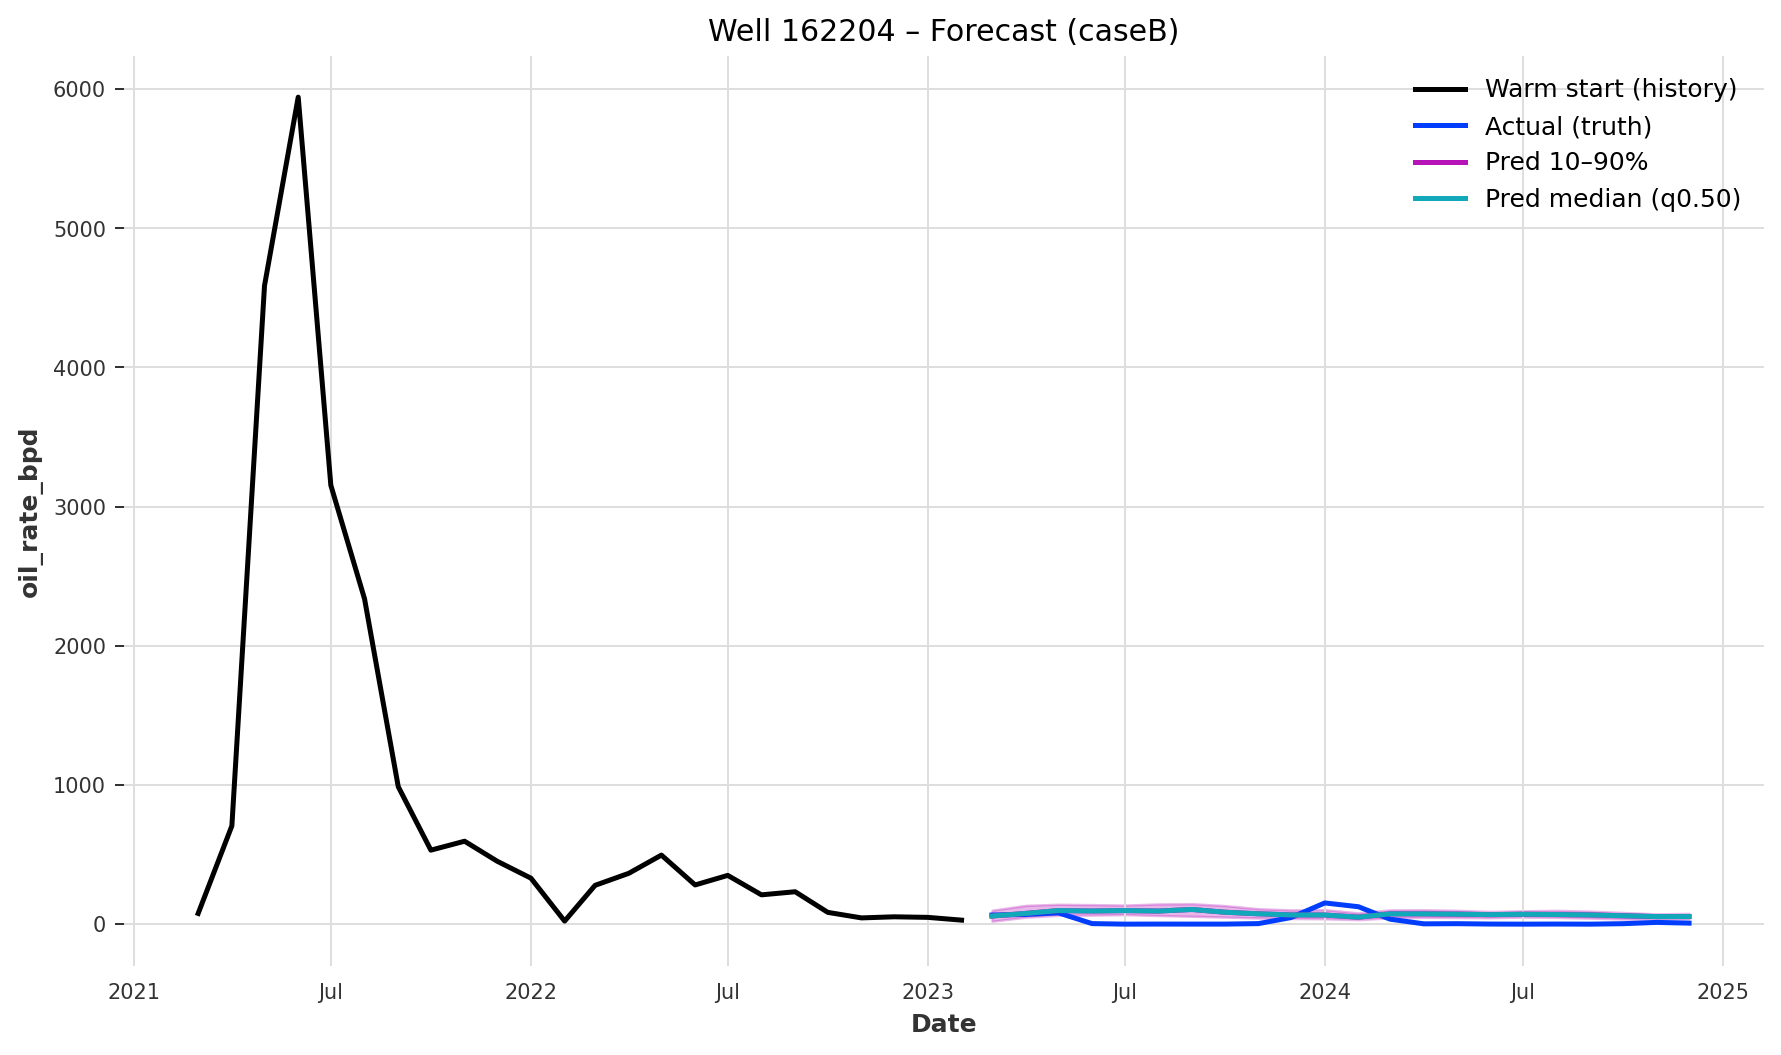 Well 162204 – Forecast (caseB)
Warm start (history)
Actual (truth)
Pred 10–90%
Pred median (q0.50)
oil_rate_bpd
6000
5000
4000
3000
2000
1000
0
2021
Jul
2022
Jul
2023
Jul
2024
Jul
2025
Date